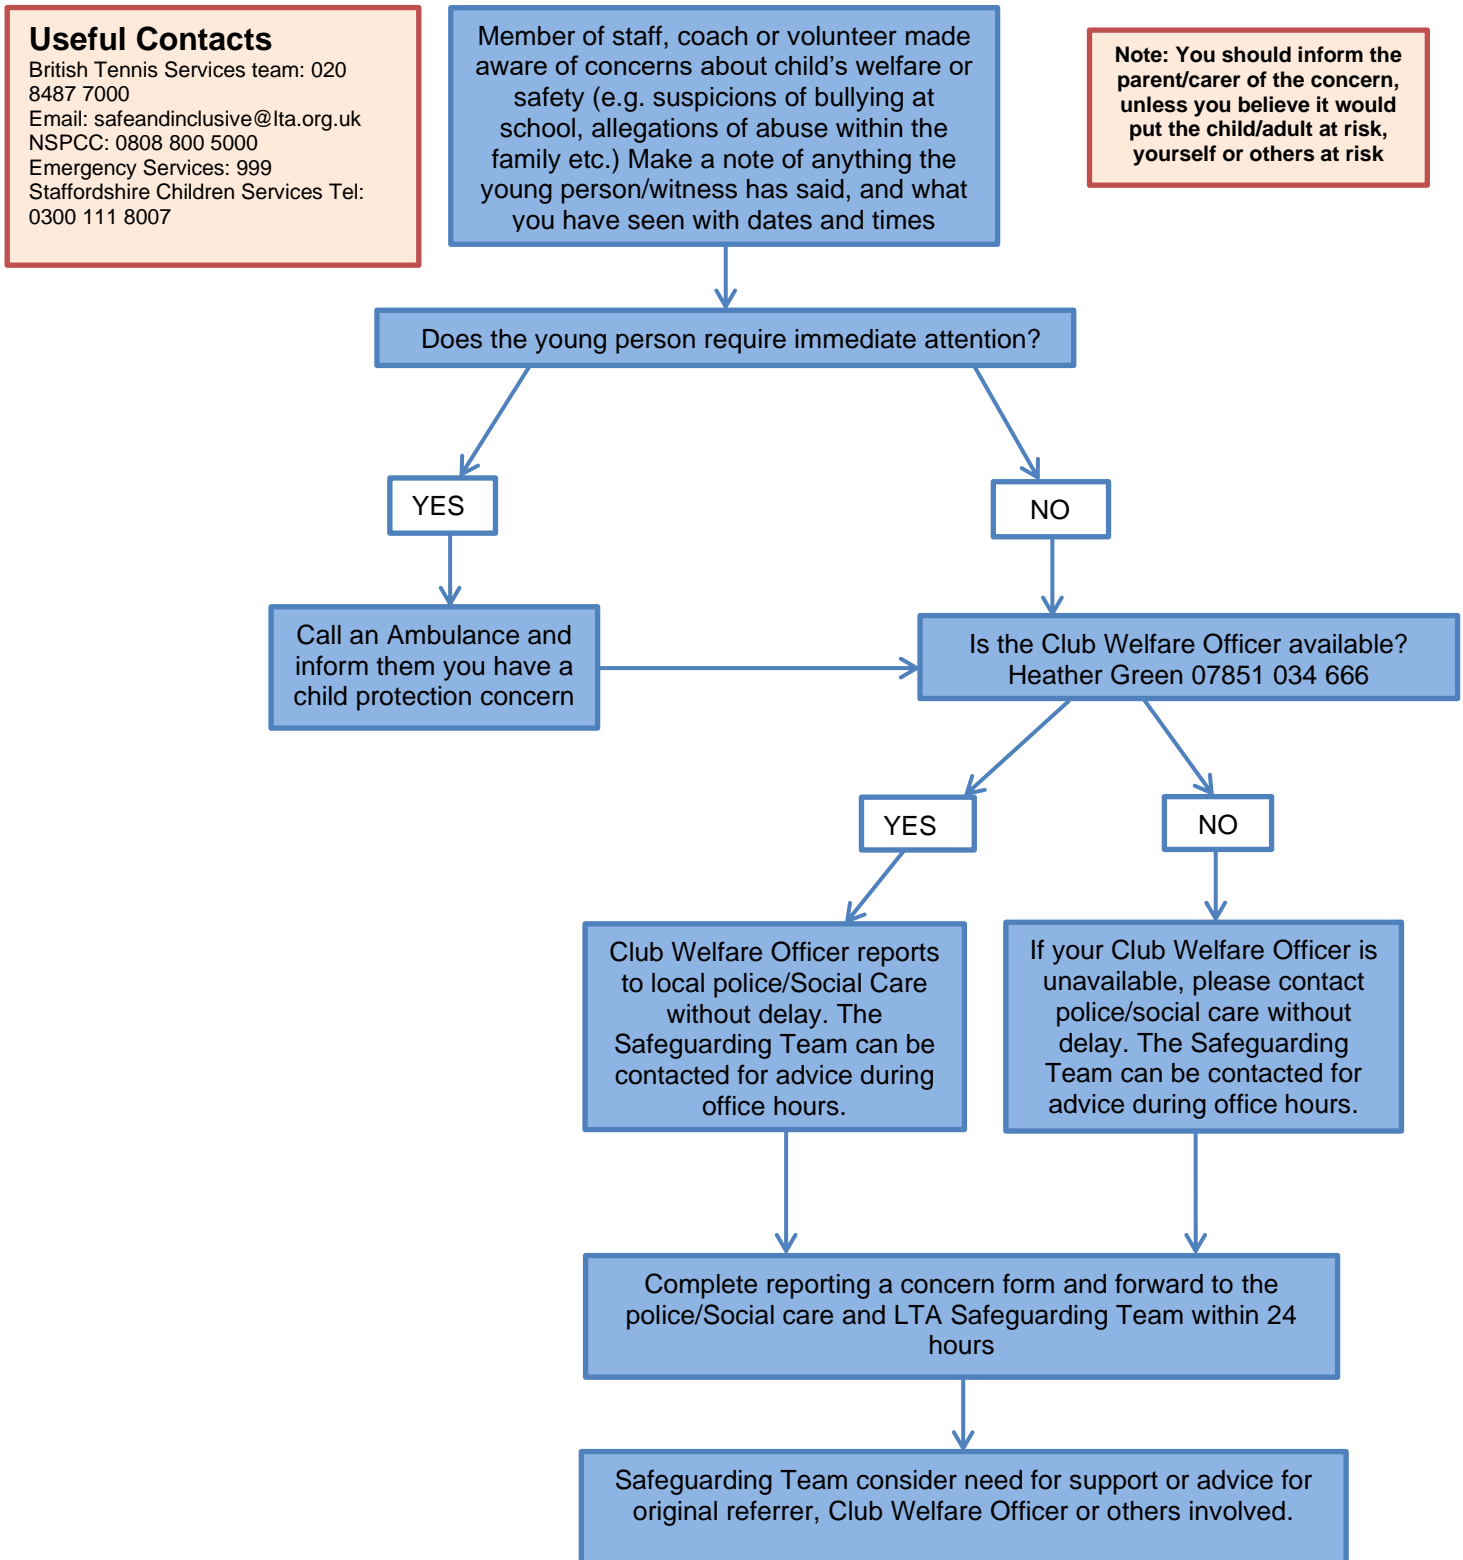 Useful Contacts
British Tennis Services team: 020
8487 7000
Email: safeandinclusive@lta.org.uk
NSPCC: 0808 800 5000
Emergency Services: 999
Staffordshire Children Services Tel:
0300 111 8007
Member of staff, coach or volunteer made
aware of concerns about child’s welfare or
safety (e.g. suspicions of bullying at
school, allegations of abuse within the
family etc.) Make a note of anything the
young person/witness has said, and what
you have seen with dates and times
Note: You should inform the
parent/carer of the concern,
unless you believe it would
put the child/adult at risk,
yourself or others at risk
Does the young person require immediate attention?
YES
NO
Call an Ambulance and
inform them you have a
child protection concern
Is the Club Welfare Officer available?
Heather Green 07851 034 666
YES
NO
Club Welfare Officer reports
to local police/Social Care
without delay. The
Safeguarding Team can be
contacted for advice during
office hours.
If your Club Welfare Officer is
unavailable, please contact
police/social care without
delay. The Safeguarding
Team can be contacted for
advice during office hours.
Complete reporting a concern form and forward to the
police/Social care and LTA Safeguarding Team within 24
hours
Safeguarding Team consider need for support or advice for
original referrer, Club Welfare Officer or others involved.